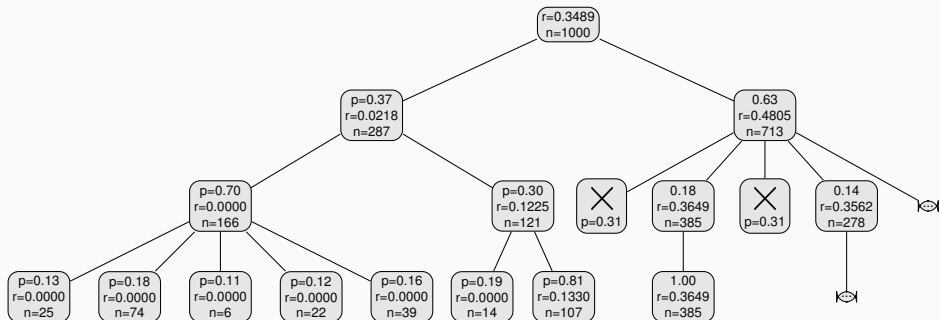 r=0.3489
n=1000
p=0.37
r=0.0218
n=287
0.63
r=0.4805
n=713
p=0.70
r=0.0000
n=166
p=0.30
r=0.1225
n=121
p=0.31
0.18
r=0.3649
n=385
p=0.31
0.14
r=0.3562
n=278
p=0.13
r=0.0000
n=25
p=0.18
r=0.0000
n=74
p=0.11
r=0.0000
n=6
p=0.12
r=0.0000
n=22
p=0.16
r=0.0000
n=39
p=0.19
r=0.0000
n=14
p=0.81
r=0.1330
n=107
1.00
r=0.3649
n=385